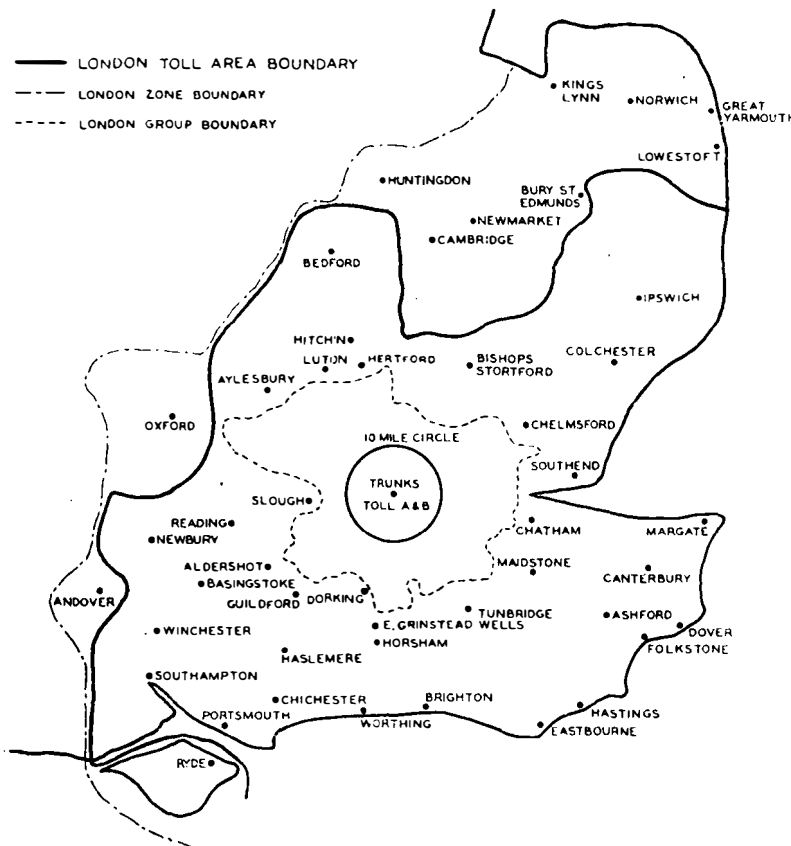 LONDON TOLL AREA BOUNDARY
LONDON ZONE BOUNDARY
LONDON GROUP BOUNDARY
KINGS
LYNN
NORWICH
GREAT
YARMOUTH
LOWESTOFT
HUNTINGDON
BURY ST.
EDMUNDS
NEWMARKET
CAMBRIDGE
BEDFORD
IPSWICH
HITCH'N
LUTON
HERTFORD
BISHOPS
STORTFORD
COLCHESTER
AYLESBURY
OXFORD
CHELMSFORD
10 MILE CIRCLE
SOUTHEND
TRUNKS
TOLL A & B
SLOUGH
READING
NEWBURY
CHATHAM
MARGATE
ALDERSHOT
BASINGSTOKE
MAIDSTONE
CANTERBURY
ANDOVER
GUILDFORD
DORKING
TUNBRIDGE
WELLS
ASHFORD
E. GRINSTEAD
DOVER
FOLKSTONE
WINCHESTER
HORSHAM
HASLEMERE
SOUTHAMPTON
CHICHESTER
BRIGHTON
HASTINGS
PORTSMOUTH
WORTHING
EASTBOURNE
RYDE